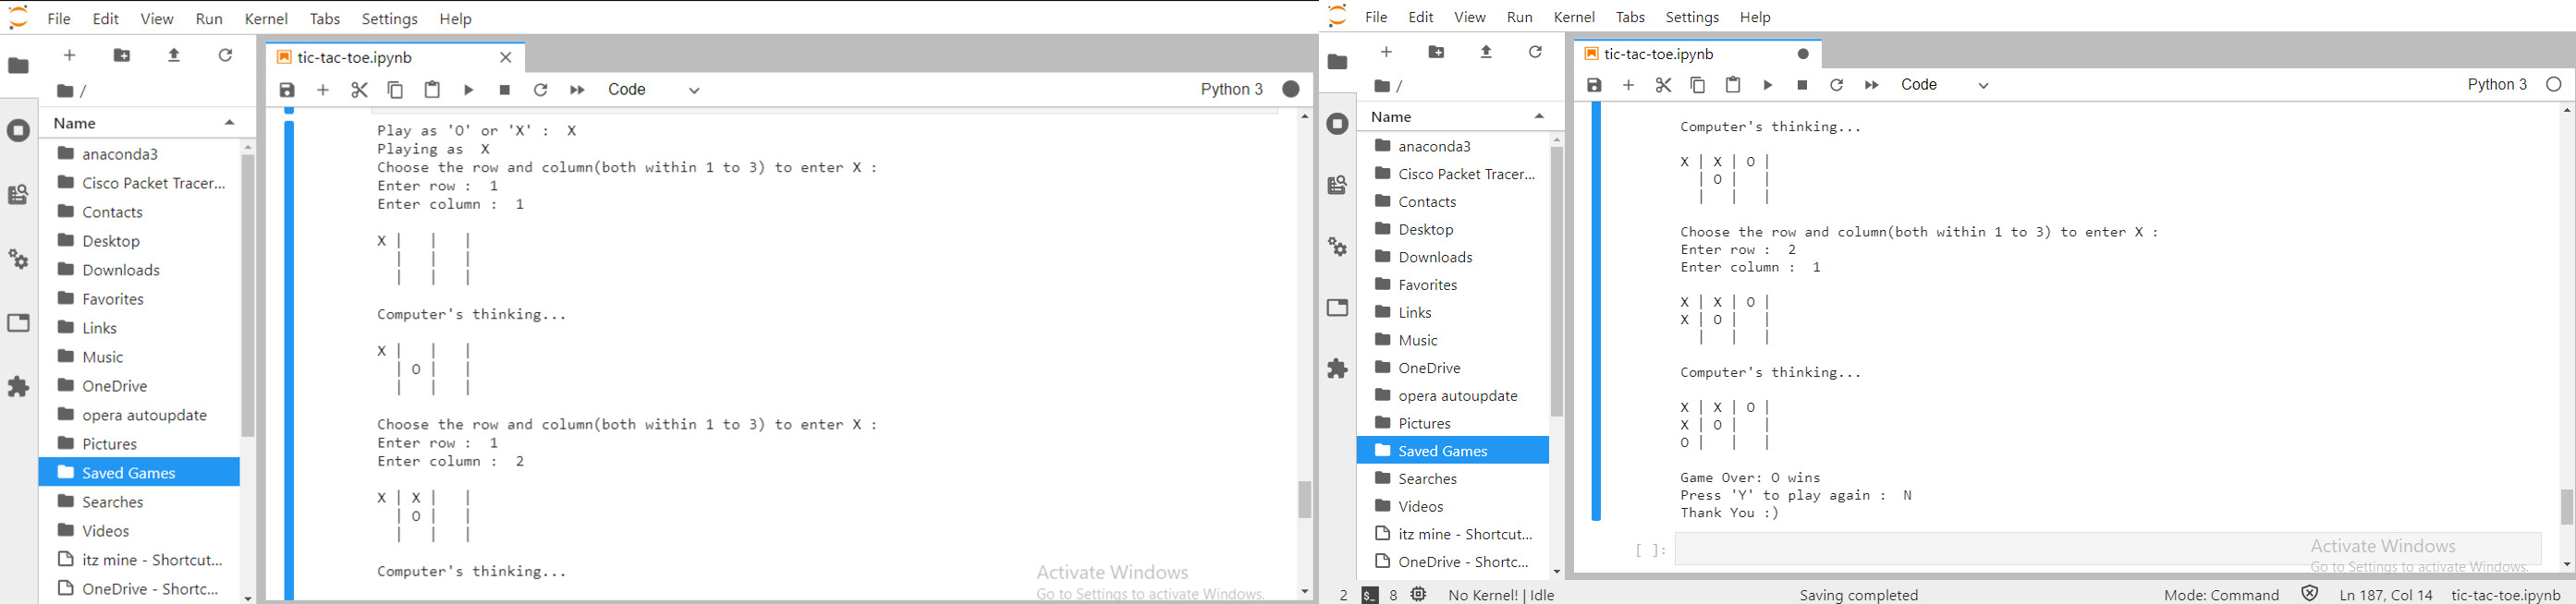 File Edit View Run Kernel Tabs Settings Help
tic-tac-toe.ipynb
Code
Python 3
/
Name
anaconda3
Cisco Packet Tracer...
Contacts
Desktop
Downloads
Favorites
Links
Music
OneDrive
opera autoupdate
Pictures
Saved Games
Searches
Videos
itz mine - Shortcut...
OneDrive - Shortc...
Play as 'O' or 'X' : X
Playing as X
Choose the row and column(both within 1 to 3) to enter X :
Enter row : 1
Enter column : 1
X | | |
| | |
| | |
Computer's thinking...
X | | |
| O | |
| | |
Choose the row and column(both within 1 to 3) to enter X :
Enter row : 1
Enter column : 2
X | X | |
| O | |
| | |
Computer's thinking...
Activate Windows
Go to Settings to activate Windows.
File Edit View Run Kernel Tabs Settings Help
tic-tac-toe.ipynb
Code
Python 3
/
Name
anaconda3
Cisco Packet Tracer...
Contacts
Desktop
Downloads
Favorites
Links
Music
OneDrive
opera autoupdate
Pictures
Saved Games
Searches
Videos
itz mine - Shortcut...
OneDrive - Shortc...
Computer's thinking...
X | X | O |
| O | |
| | |
Choose the row and column(both within 1 to 3) to enter X :
Enter row : 2
Enter column : 1
X | X | O |
X | O | |
| | |
Computer's thinking...
X | X | O |
X | O | |
O | | |
Game Over: O wins
Press 'Y' to play again : N
Thank You :)
[ ]:
Activate Windows
Go to Settings to activate Windows.
2 $_ 8 No Kernel! | Idle Saving completed Mode: Command Ln 187, Col 14 tic-tac-toe.ipynb